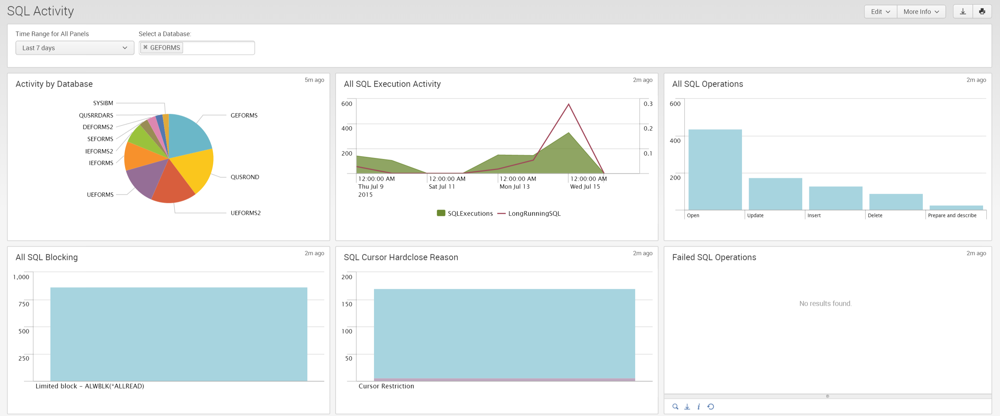 SQL Activity
Edit
More Info
Time Range for All Panels
Select a Database:
Last 7 days
GEFORMS
Activity by Database
5m ago
SYSIBM
QUSRRDARS
DEFORMS2
SEFORMS
IEFORMS2
IEFORMS
UEFORMS
GEFORMS
QUSROND
UEFORMS2
All SQL Execution Activity
2m ago
600
400
200
0.3
0.2
0.1
12:00:00 AM
Thu Jul 9
2015
12:00:00 AM
Sat Jul 11
12:00:00 AM
Mon Jul 13
12:00:00 AM
Wed Jul 15
SQLExecutions
LongRunningSQL
All SQL Operations
2m ago
600
400
200
Open
Update
Insert
Delete
Prepare and describe
All SQL Blocking
2m ago
1,000
750
500
250
Limited block – ALWBLK(*ALLREAD)
SQL Cursor Hardclose Reason
2m ago
200
150
100
50
Cursor Restriction
Failed SQL Operations
2m ago
No results found.